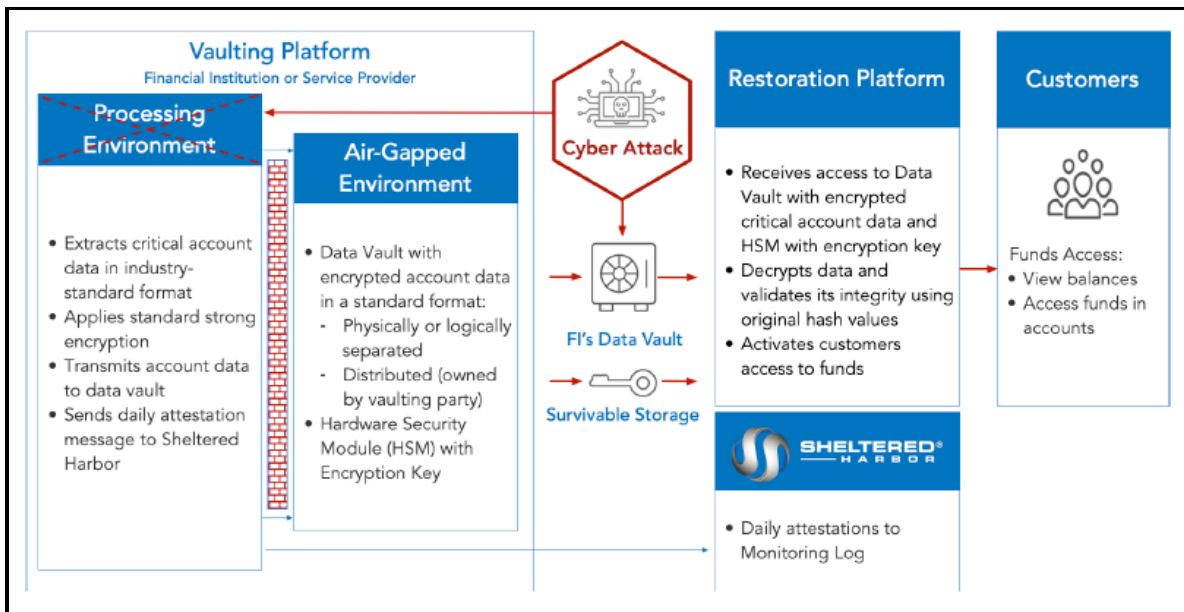 Vaulting Platform
Financial Institution or Service Provider
Processing
Environment
• Extracts critical account
data in industry-
standard format
• Applies standard strong
encryption
• Transmits account data
to data vault
• Sends daily attestation
message to Sheltered
Harbor
Air-Gapped
Environment
• Data Vault with
encrypted account data
in a standard format:
- Physically or logically
separated
- Distributed (owned
by vaulting party)
• Hardware Security
Module (HSM) with
Encryption Key
Cyber Attack
FI's Data Vault
Survivable Storage
Restoration Platform
• Receives access to Data
Vault with encrypted
critical account data and
HSM with encryption key
• Decrypts data and
validates its integrity using
original hash values
• Activates customers
access to funds
SHELTERED®
HARBOR
• Daily attestations to
Monitoring Log
Customers
Funds Access:
• View balances
• Access funds in
accounts